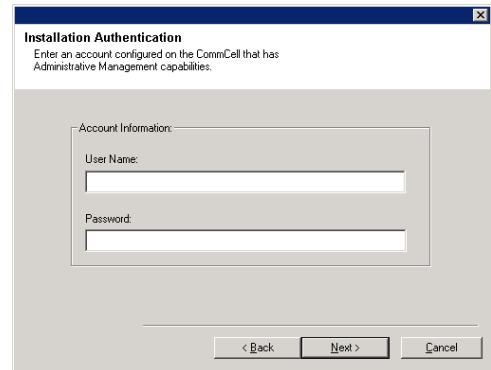 Installation Authentication
Enter an account configured on the CommCell that has
Administrative Management capabilities.
Account Information:
User Name:
Password:
< Back
Next >
Cancel